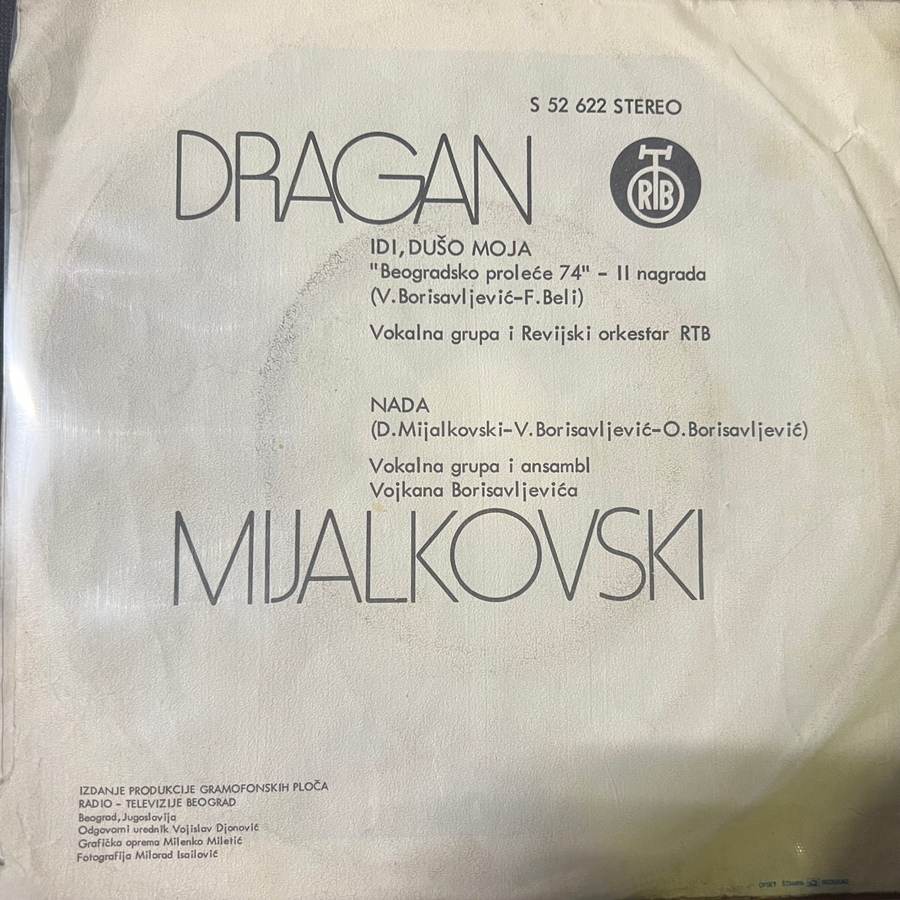 S 52 622 STEREO
DRAGAN
RTB
IDI, DUŠO MOJA
"Beogradsko proleće 74" - II nagrada
(V.Borisavljević-F.Beli)
Vokalna grupa i Revijski orkestar RTB
NADA
(D.Mijalkovski-V.Borisavljević-O.Borisavljević)
Vokalna grupa i ansambl
Vojkana Borisavljevića
MIJALKOVSKI
IZDANJE PRODUKCIJE GRAMOFONSKIH PLOČA
RADIO - TELEVIZIJE BEOGRAD
Beograd, Jugoslovija
Odgovorni urednik Vojislav Djonović
Grafička oprema Milenko Miletić
Fotografija Milorad Isailović